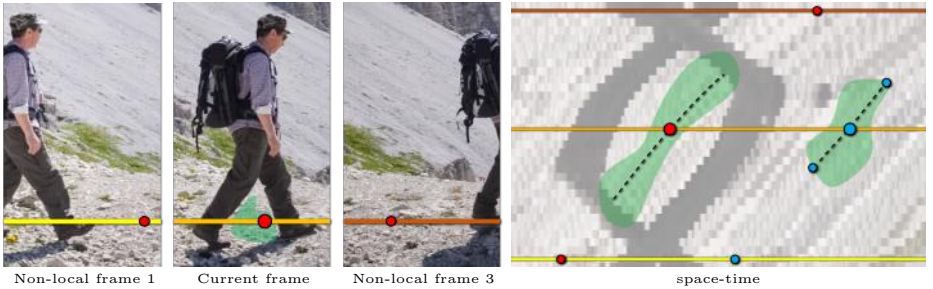 Non-local frame 1
Current frame
Non-local frame 3
space-time